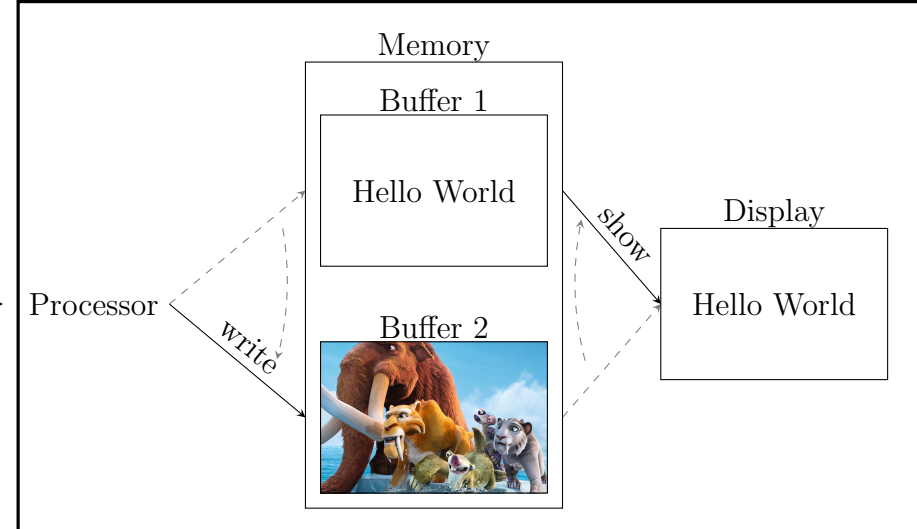 Memory
Buffer 1
Hello World
show
Display
Processor
Hello World
write
Buffer 2